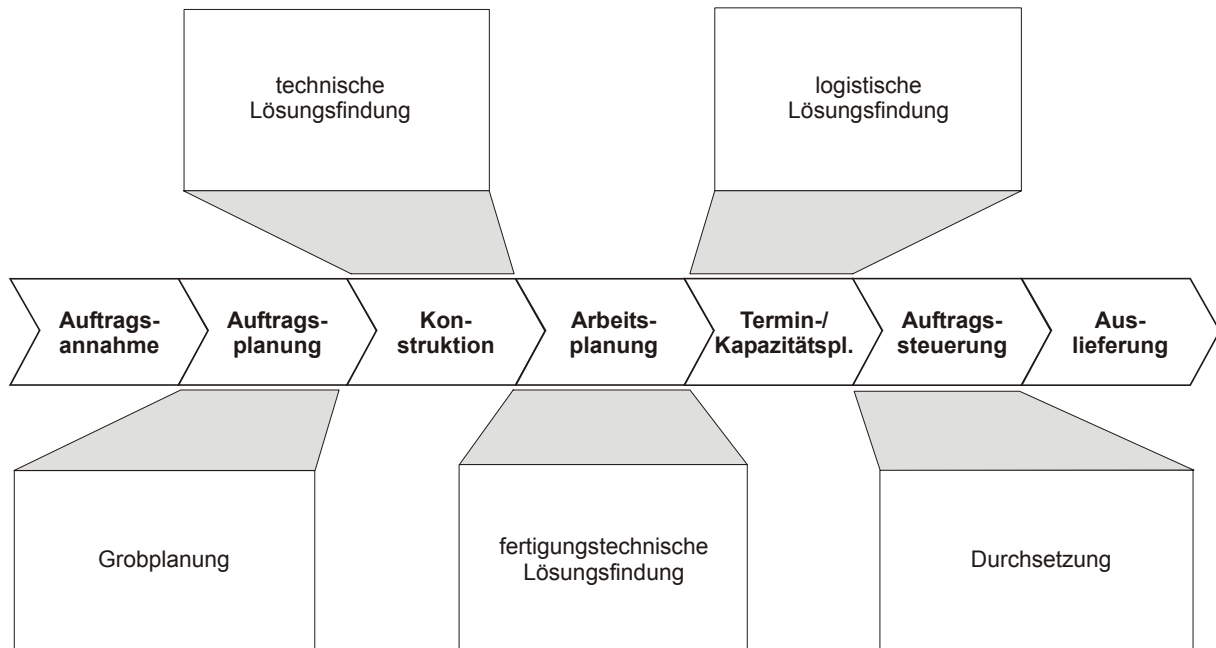 technische
Lösungsfindung
logistische
Lösungsfindung
Auftrags-
annahme
Auftrags-
planung
Kon-
struktion
Arbeits-
planung
Termin-/
Kapazitätspl.
Auftrags-
steuerung
Aus-
lieferung
Grobplanung
fertigungstechnische
Lösungsfindung
Durchsetzung